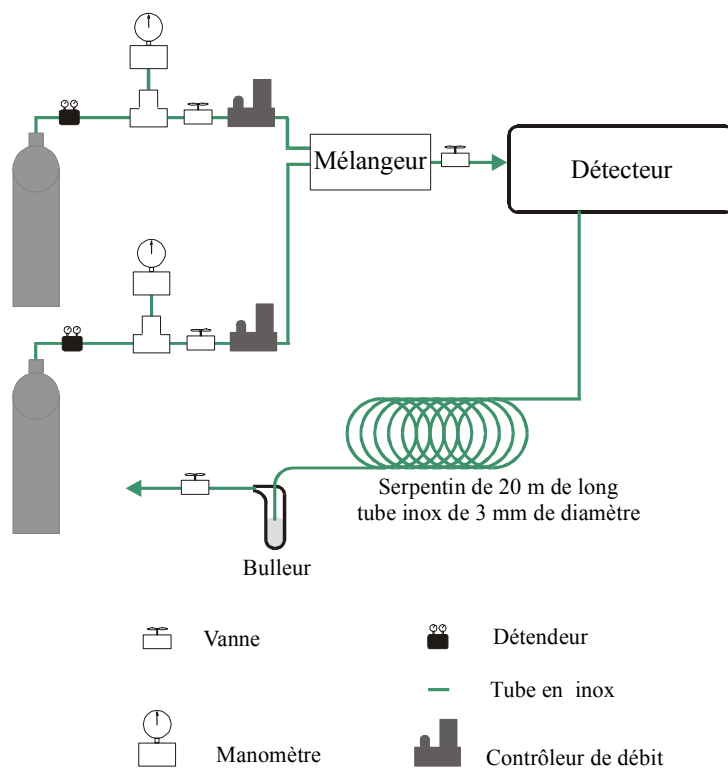 Mélangeur
Détecteur
Serpentin de 20 m de long
tube inox de 3 mm de diamètre
Bulleur
Vanne
Détendeur
Tube en inox
Manomètre
Contrôleur de débit